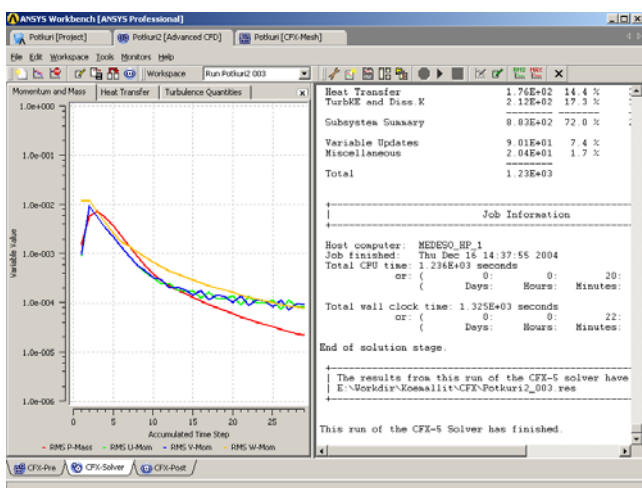 ANSYS Workbench [ANSYS Professional]
Potkuri [Project] Potkuri2 [Advanced CFD] Potkuri [CFX-Mesh]
File Edit Workspace Tools Monitors Help
Workspace Run Potkuri2 003
Momentum and Mass Heat Transfer Turbulence Quantities
1.0e+000
1.0e-001
1.0e-002
1.0e-003
1.0e-004
1.0e-005
1.0e-006
Variable Value
0 5 10 15 20 25
Accumulated Time Step
RMS P-Mass RMS U-Mom RMS V-Mom RMS W-Mom
Heat Transfer 1.76E+02 14.4 %
TurbKE and Diss.K 2.12E+02 17.3 %
-------- -------
Subsystem Summary 8.83E+02 72.0 %
Variable Updates 9.01E+01 7.4 %
Miscellaneous 2.04E+01 1.7 %
--------
Total 1.23E+03
+--------------------------------------------
| Job Information
+--------------------------------------------
Host computer: MEDESO_HP_1
Job finished: Thu Dec 16 14:37:55 2004
Total CPU time: 1.236E+03 seconds
or: ( 0: 0: 20:
( Days: Hours: Minutes:
Total wall clock time: 1.325E+03 seconds
or: ( 0: 0: 22:
( Days: Hours: Minutes:
End of solution stage.
+--------------------------------------------
| The results from this run of the CFX-5 solver have
| E:\Workdir\Koemallit\CFX\Potkuri2_003.res
+--------------------------------------------
This run of the CFX-5 Solver has finished.
CFX-Pre CFX-Solver CFX-Post